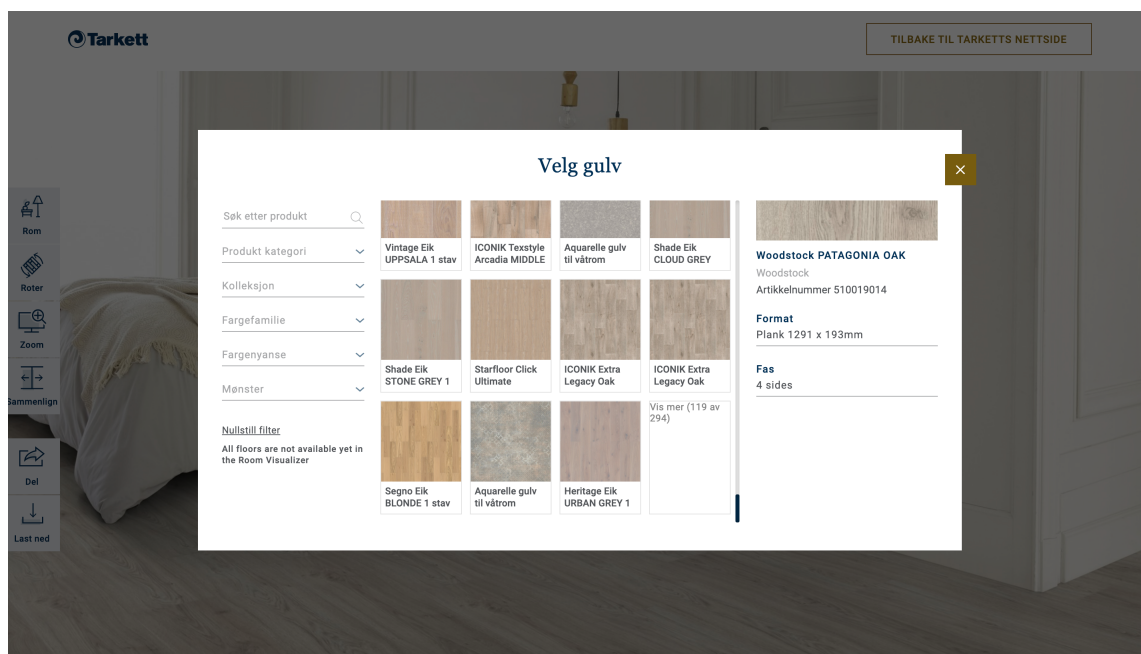 Tarkett
TILBAKE TIL TARKETTS NETTSIDE
Velg gulv
Rom
Roter
Zoom
Sammenlign
Del
Last ned
Søk etter produkt
Produkt kategori
Kolleksjon
Fargefamilie
Fargenyanse
Mønster
Nullstill filter
All floors are not available yet in
the Room Visualizer
Vintage Eik
UPPSALA 1 stav
ICONIK Texstyle
Arcadia MIDDLE
Aquarelle gulv
til våtrom
Shade Eik
CLOUD GREY
Shade Eik
STONE GREY 1
Starfloor Click
Ultimate
ICONIK Extra
Legacy Oak
ICONIK Extra
Legacy Oak
Segno Eik
BLONDE 1 stav
Aquarelle gulv
til våtrom
Heritage Eik
URBAN GREY 1
Vis mer (119 av
294)
Woodstock PATAGONIA OAK
Woodstock
Artikkelnummer 510019014
Format
Plank 1291 x 193mm
Fas
4 sides